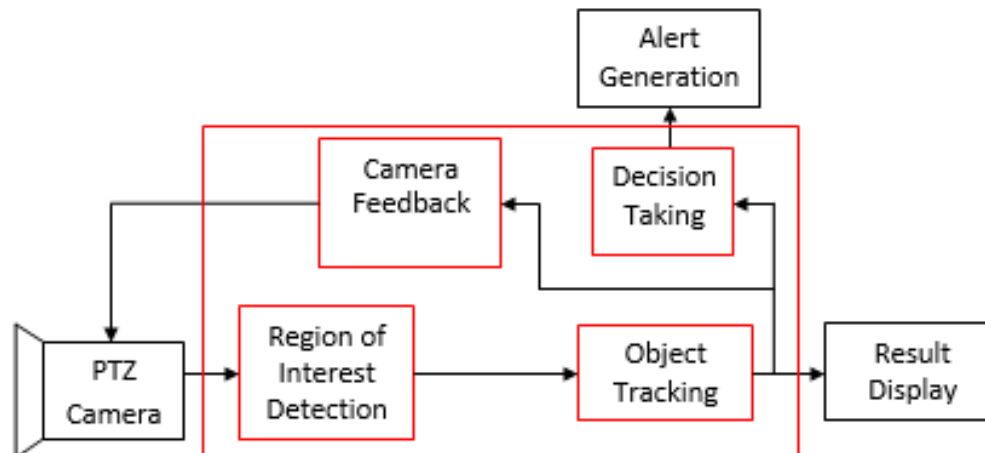 Alert
Generation
Camera
Feedback
Decision
Taking
PTZ
Camera
Region of
Interest
Detection
Object
Tracking
Result
Display